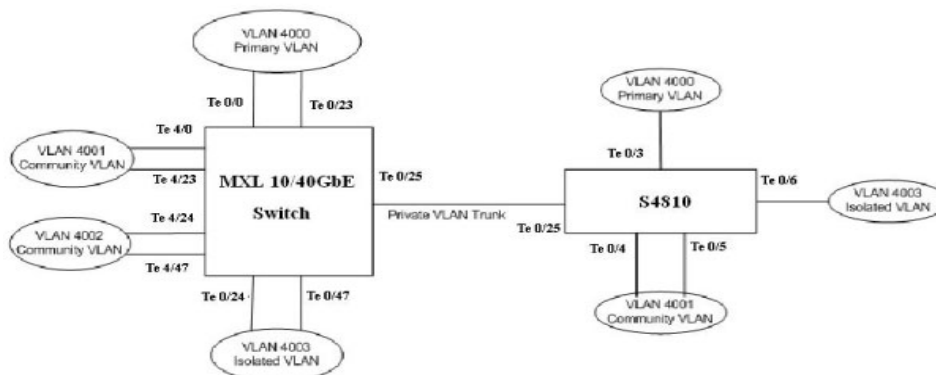 VLAN 4000
Primary VLAN
Te 0/0
Te 0/23
Te 4/0
VLAN 4001
Community VLAN
Te 4/23
Te 4/24
VLAN 4002
Community VLAN
Te 4/47
MXL 10/40GbE
Switch
Te 0/24
Te 0/47
VLAN 4003
Isolated VLAN
Te 0/25
Private VLAN Trunk
Te 0/25
VLAN 4000
Primary VLAN
Te 0/3
S4810
Te 0/6
VLAN 4003
Isolated VLAN
Te 0/4
Te 0/5
VLAN 4001
Community VLAN